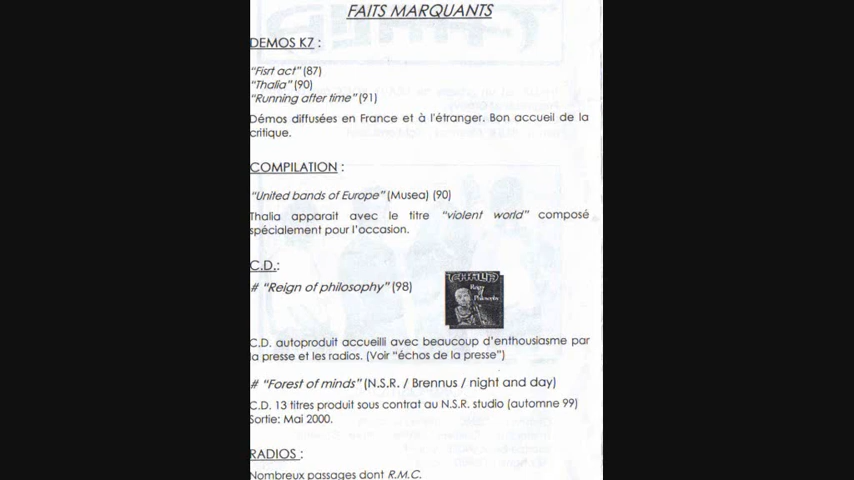 FAITS MARQUANTS
DEMOS K7 :
"Fisrt act" (87)
"Thalia" (90)
"Running after time" (91)
Démos diffusées en France et à l'étranger. Bon accueil de la
critique.
COMPILATION :
"United bands of Europe" (Musea) (90)
Thalia apparait avec le titre "violent world" composé
spécialement pour l'occasion.
C.D.:
# "Reign of philosophy" (98)
THALIA
Reign
of
Philosophy
C.D. autoproduit accueilli avec beaucoup d'enthousiasme par
la presse et les radios. (Voir "échos de la presse")
# "Forest of minds" (N.S.R. / Brennus / night and day)
C.D. 13 titres produit sous contrat au N.S.R. studio (automne 99)
Sortie: Mai 2000.
RADIOS :
Nombreux passages dont R.M.C.